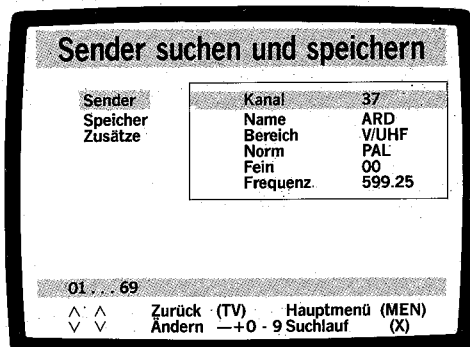 Sender suchen und speichern
Sender Kanal 37
Speicher Name ARD
Zusätze Bereich V/UHF
Norm PAL
Fein 00
Frequenz 599.25
01 . . . 69
∧ ∧ Zurück (TV) Hauptmenü (MEN)
∨ ∨ Ändern —+0 - 9 Suchlauf (X)